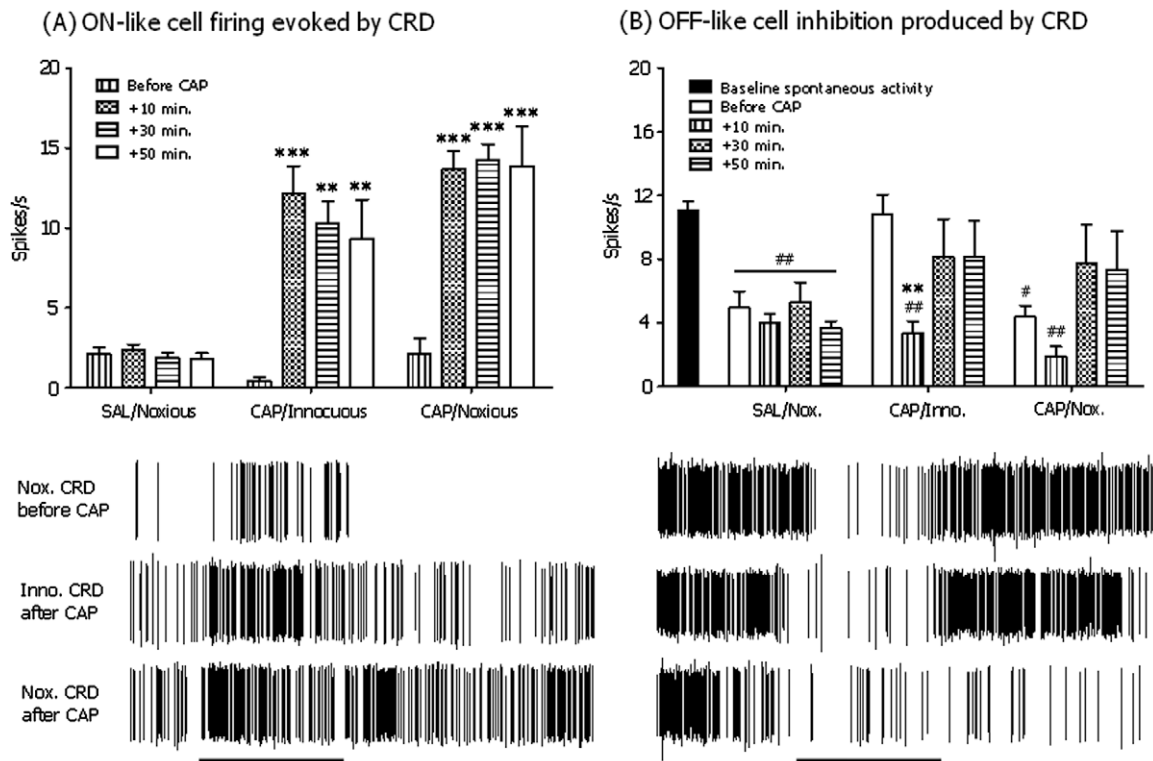 (A) ON-like cell firing evoked by CRD
20
15
10
5
0
Spikes/s
Before CAP
+10 min.
+30 min.
+50 min.
***
**
**
***
***
***
SAL/Noxious
CAP/Innocuous
CAP/Noxious
(B) OFF-like cell inhibition produced by CRD
20
16
12
8
4
0
Spikes/s
Baseline spontaneous activity
Before CAP
+10 min.
+30 min.
+50 min.
##
**
##
#
##
SAL/Nox.
CAP/Inno.
CAP/Nox.
Nox. CRD
before CAP
Inno. CRD
after CAP
Nox. CRD
after CAP